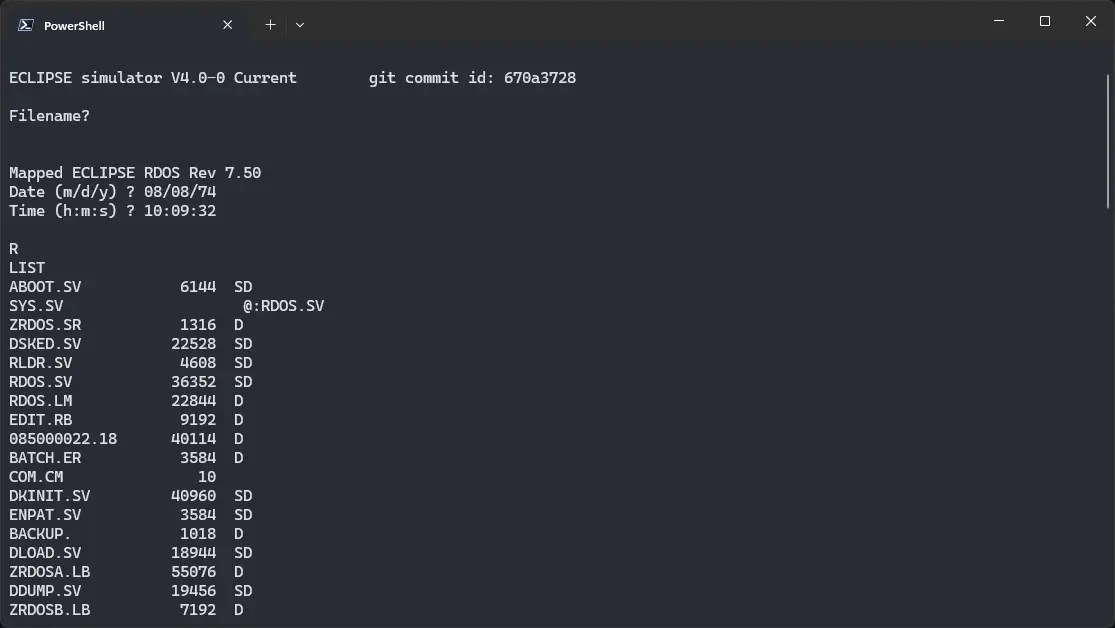 PowerShell
ECLIPSE simulator V4.0-0 Current        git commit id: 670a3728
Filename?
Mapped ECLIPSE RDOS Rev 7.50
Date (m/d/y) ? 08/08/74
Time (h:m:s) ? 10:09:32
R
LIST
ABOOT.SV           6144  SD
SYS.SV                    @:RDOS.SV
ZRDOS.SR           1316  D
DSKED.SV          22528  SD
RLDR.SV            4608  SD
RDOS.SV           36352  SD
RDOS.LM           22844  D
EDIT.RB            9192  D
085000022.18      40114  D
BATCH.ER           3584  D
COM.CM               10
DKINIT.SV         40960  SD
ENPAT.SV           3584  SD
BACKUP.            1018  D
DLOAD.SV          18944  SD
ZRDOSA.LB         55076  D
DDUMP.SV          19456  SD
ZRDOSB.LB          7192  D